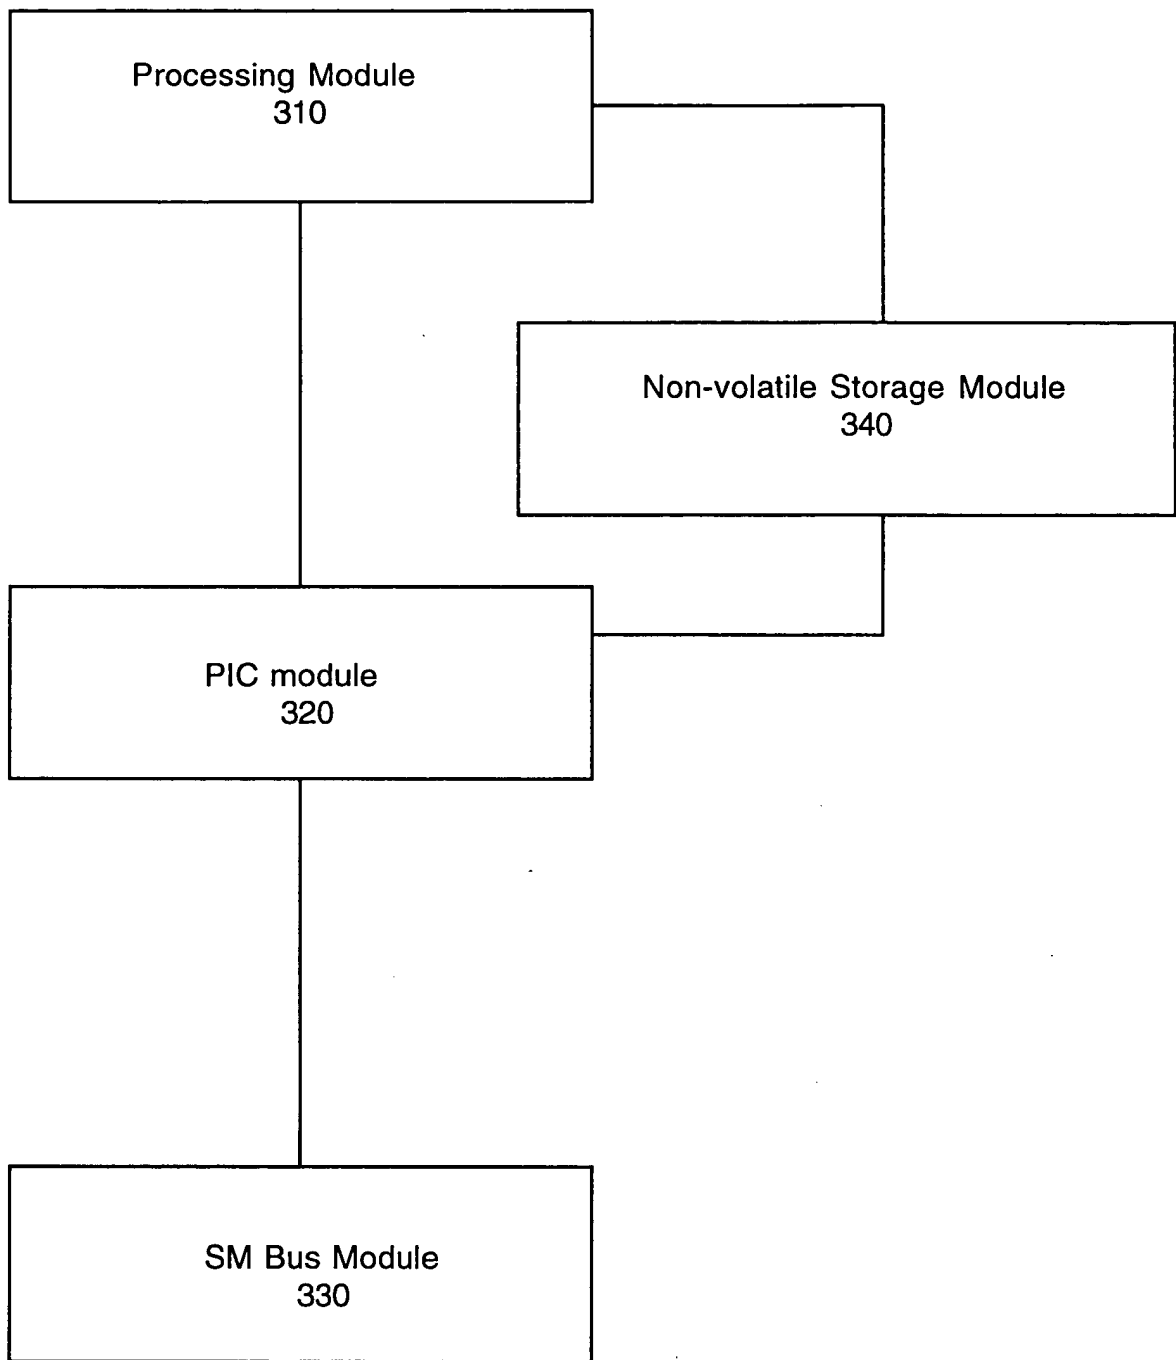 Processing Module
310
Non-volatile Storage Module
340
PIC module
320
SM Bus Module
330